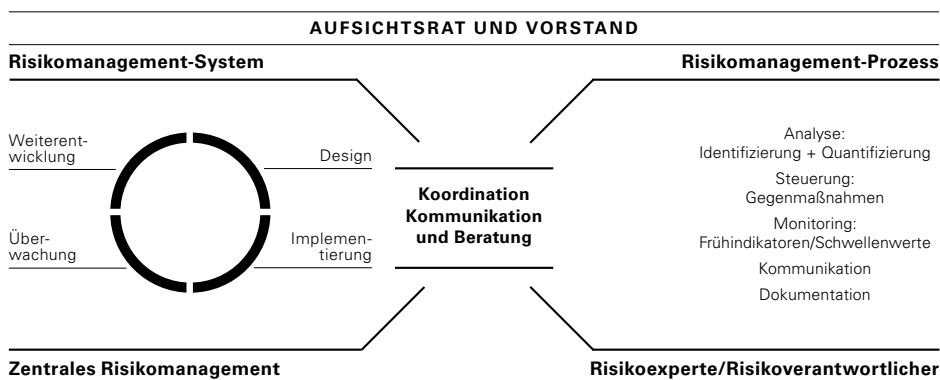 AUFSICHTSRAT UND VORSTAND
Risikomanagement-System
Risikomanagement-Prozess
Weiterent-
wicklung
Design
Über-
wachung
Implemen-
tierung
Koordination
Kommunikation
und Beratung
Analyse:
Identifizierung + Quantifizierung
Steuerung:
Gegenmaßnahmen
Monitoring:
Frühindikatoren/Schwellenwerte
Kommunikation
Dokumentation
Zentrales Risikomanagement
Risikoexperte/Risikoverantwortlicher